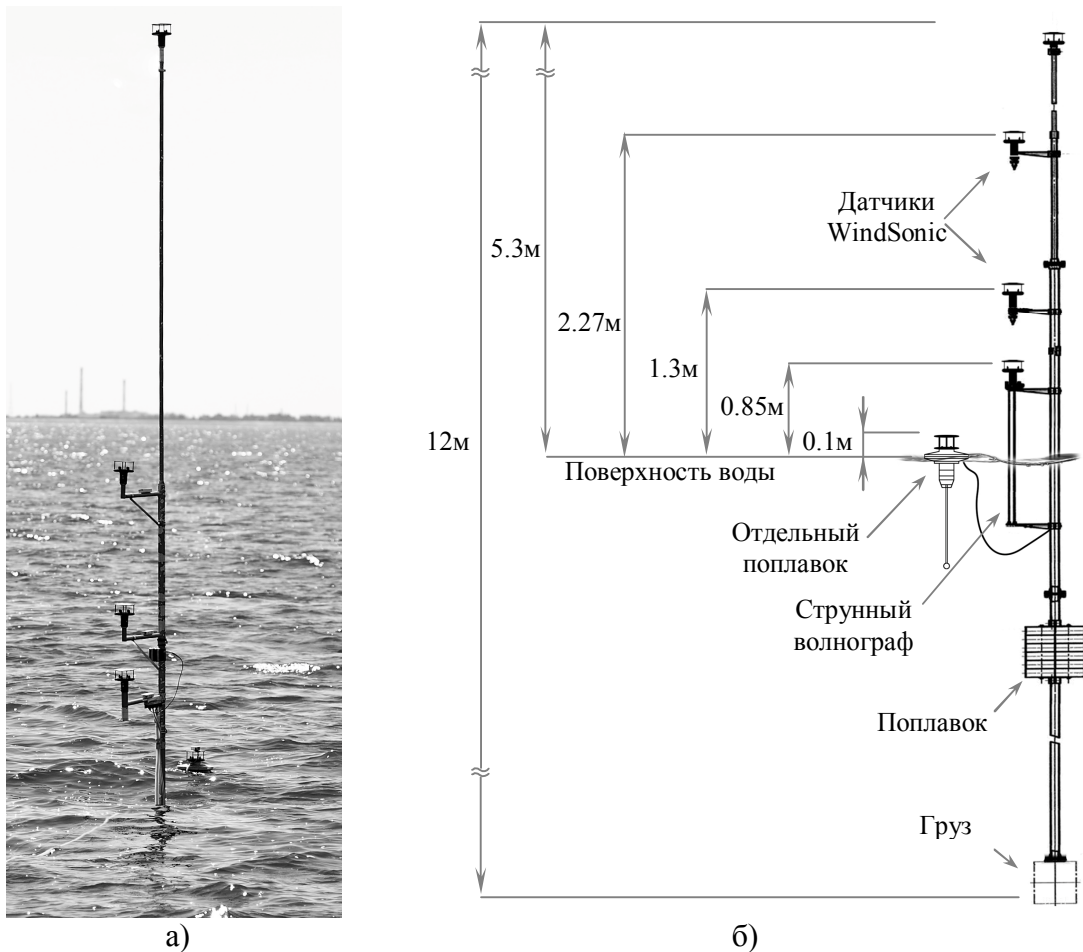 Датчики
WindSonic
5.3м
2.27м
1.3м
0.85м
12м
0.1м
Поверхность воды
Отдельный
поплавок
Струнный
волнограф
Поплавок
Груз
а)
б)